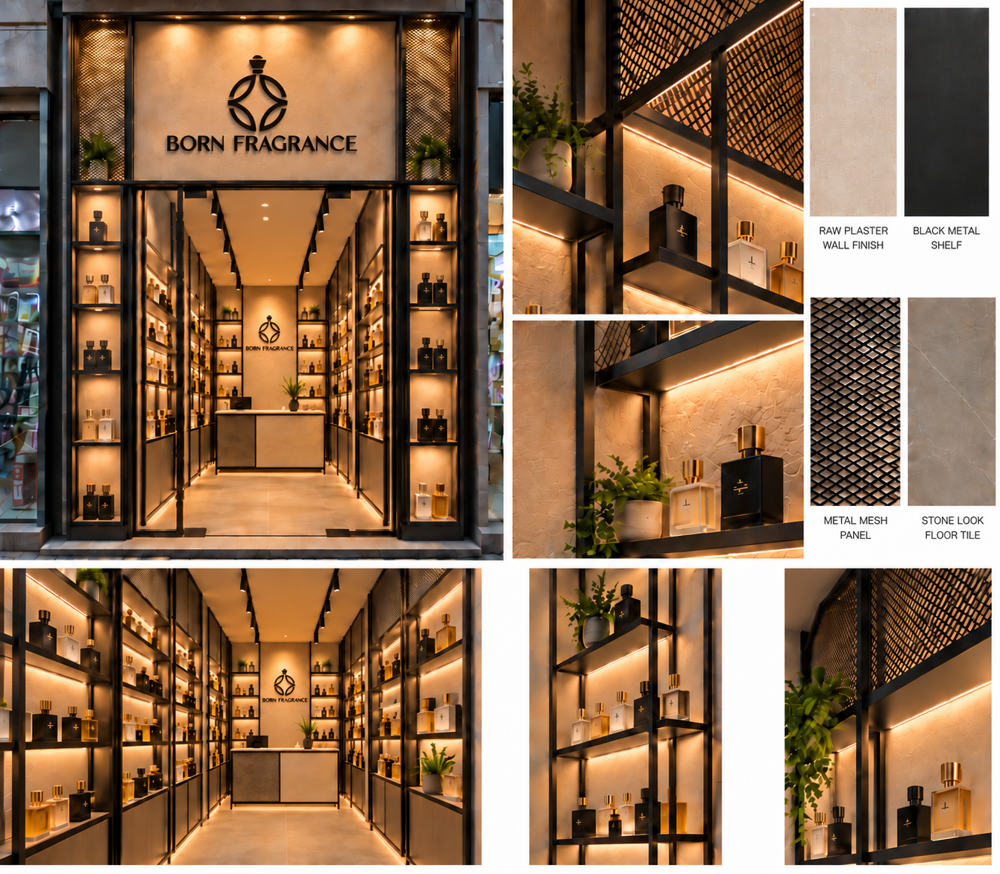 BORN FRAGRANCE
BORN FRAGRANCE
RAW PLASTER
WALL FINISH
BLACK METAL
SHELF
METAL MESH
PANEL
STONE LOOK
FLOOR TILE
BORN FRAGRANCE